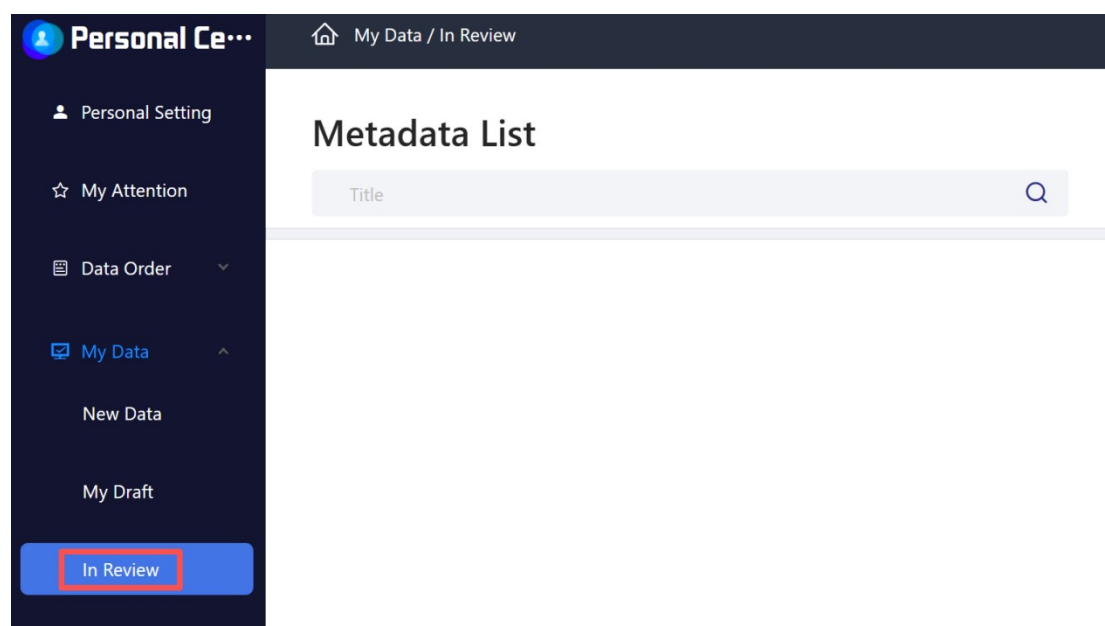 Personal Ce···
Personal Setting
My Attention
Data Order
My Data
New Data
My Draft
In Review
My Data / In Review
Metadata List
Title